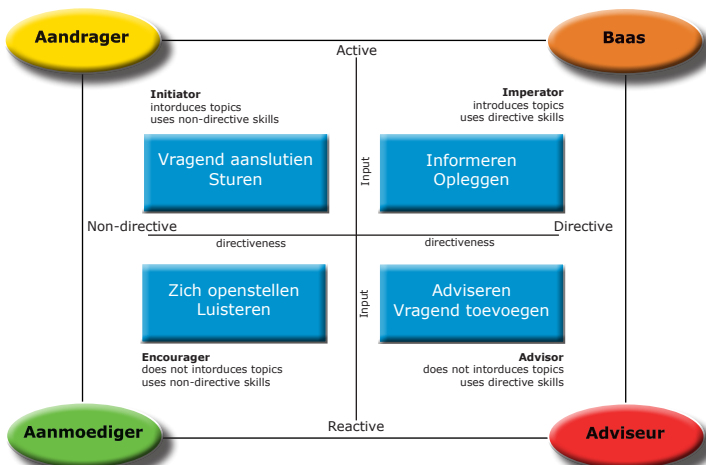 Aandrager
Baas
Active
Initiator
intorduces topics
uses non-directive skills
Imperator
introduces topics
uses directive skills
Vragend aanslutien
Sturen
Input
Informeren
Opleggen
Non-directive
Directive
directiveness
directiveness
Zich openstellen
Luisteren
Input
Adviseren
Vragend toevoegen
Encourager
does not intorduces topics
uses non-directive skills
Advisor
does not intorduces topics
uses directive skills
Reactive
Aanmoediger
Adviseur